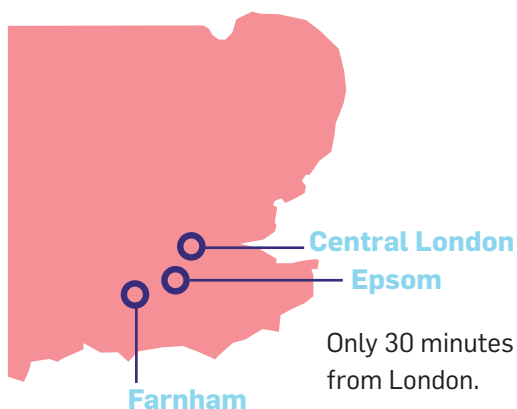 Central London
Epsom
Only 30 minutes
from London.
Farnham